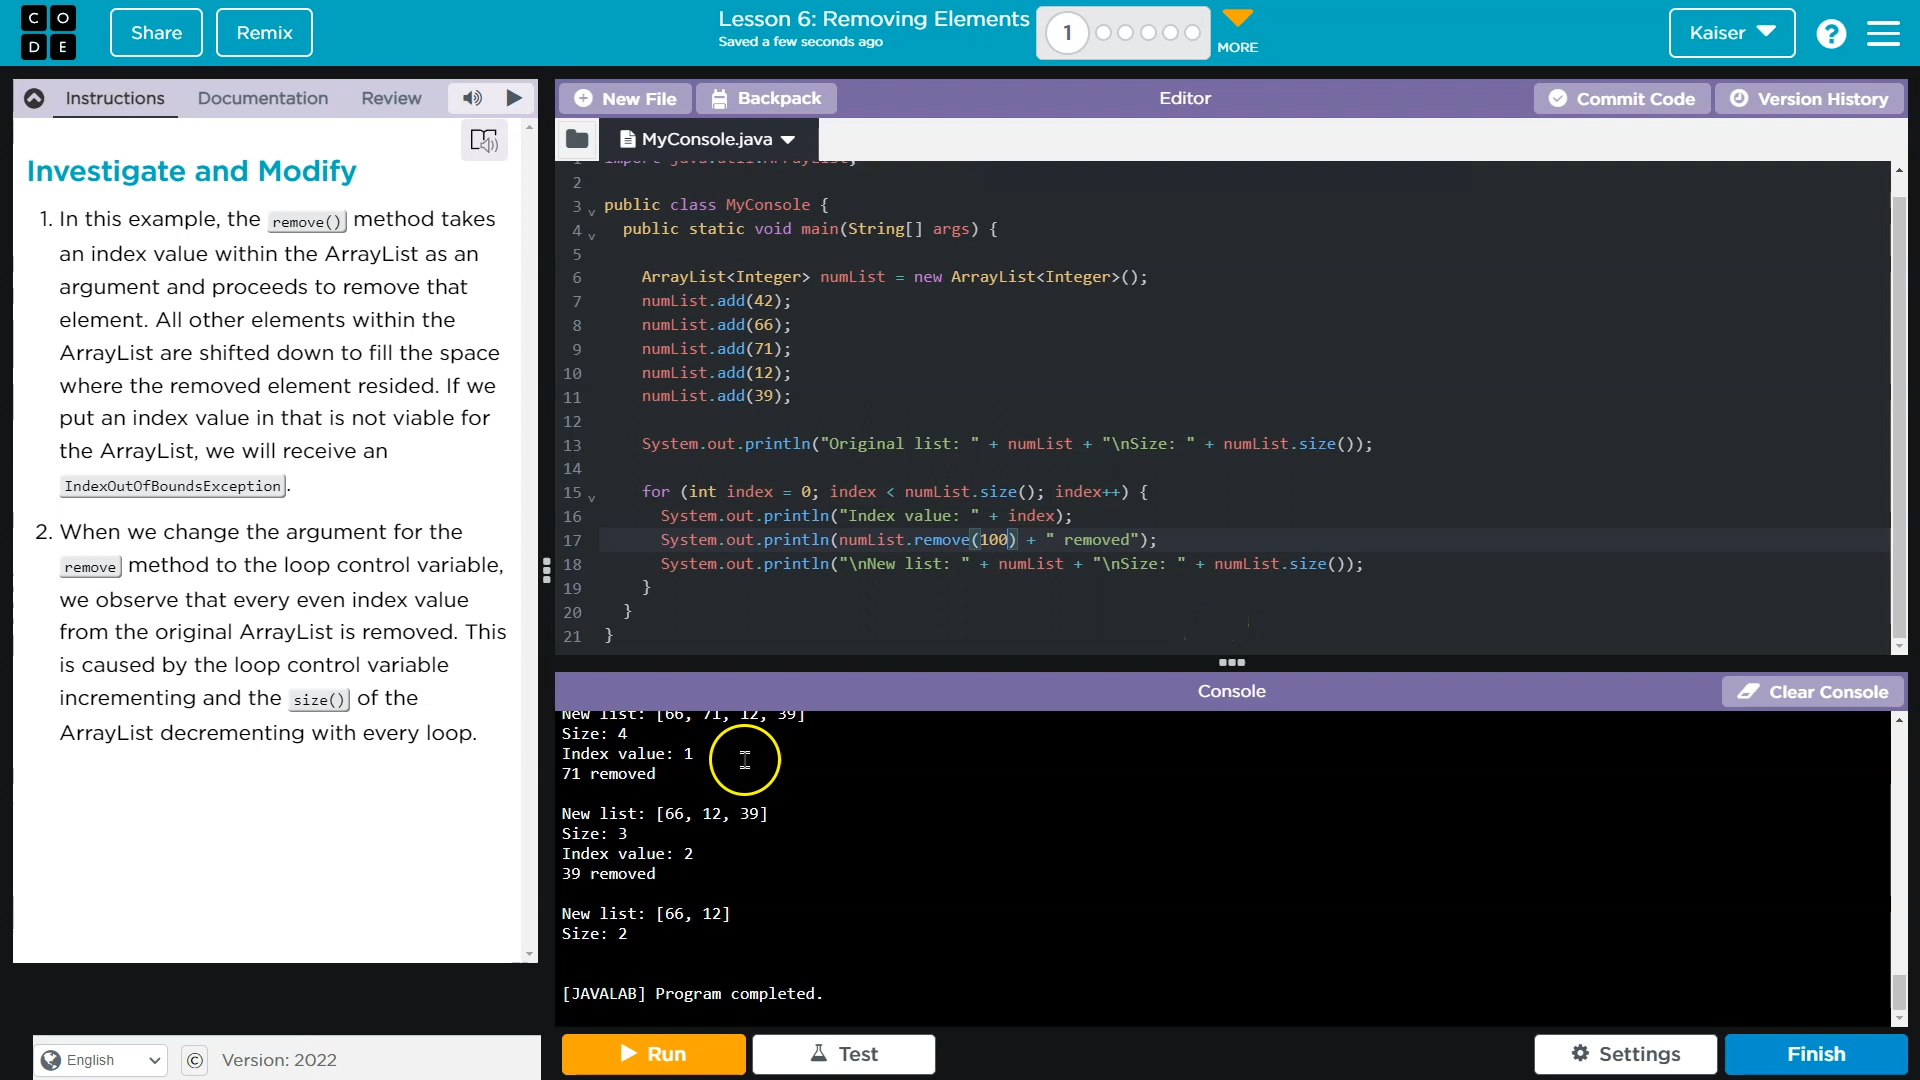 C O
D E
Share
Remix
Lesson 6: Removing Elements
Saved a few seconds ago
1
MORE
Kaiser
?
Instructions
Documentation
Review
Investigate and Modify
1. In this example, the remove() method takes
an index value within the ArrayList as an
argument and proceeds to remove that
element. All other elements within the
ArrayList are shifted down to fill the space
where the removed element resided. If we
put an index value in that is not viable for
the ArrayList, we will receive an
IndexOutOfBoundsException.
2. When we change the argument for the
remove method to the loop control variable,
we observe that every even index value
from the original ArrayList is removed. This
is caused by the loop control variable
incrementing and the size() of the
ArrayList decrementing with every loop.
English
©
Version: 2022
New File
Backpack
Editor
Commit Code
Version History
MyConsole.java
1 import java.util.ArrayList;
2
3 public class MyConsole {
4 public static void main(String[] args) {
5
6 ArrayList<Integer> numList = new ArrayList<Integer>();
7 numList.add(42);
8 numList.add(66);
9 numList.add(71);
10 numList.add(12);
11 numList.add(39);
12
13 System.out.println("Original list: " + numList + "\nSize: " + numList.size());
14
15 for (int index = 0; index < numList.size(); index++) {
16 System.out.println("Index value: " + index);
17 System.out.println(numList.remove(100) + " removed");
18 System.out.println("\nNew list: " + numList + "\nSize: " + numList.size());
19 }
20 }
21 }
Console
Clear Console
New list: [66, 71, 12, 39]
Size: 4
Index value: 1
71 removed
New list: [66, 12, 39]
Size: 3
Index value: 2
39 removed
New list: [66, 12]
Size: 2
[JAVALAB] Program completed.
Run
Test
Settings
Finish